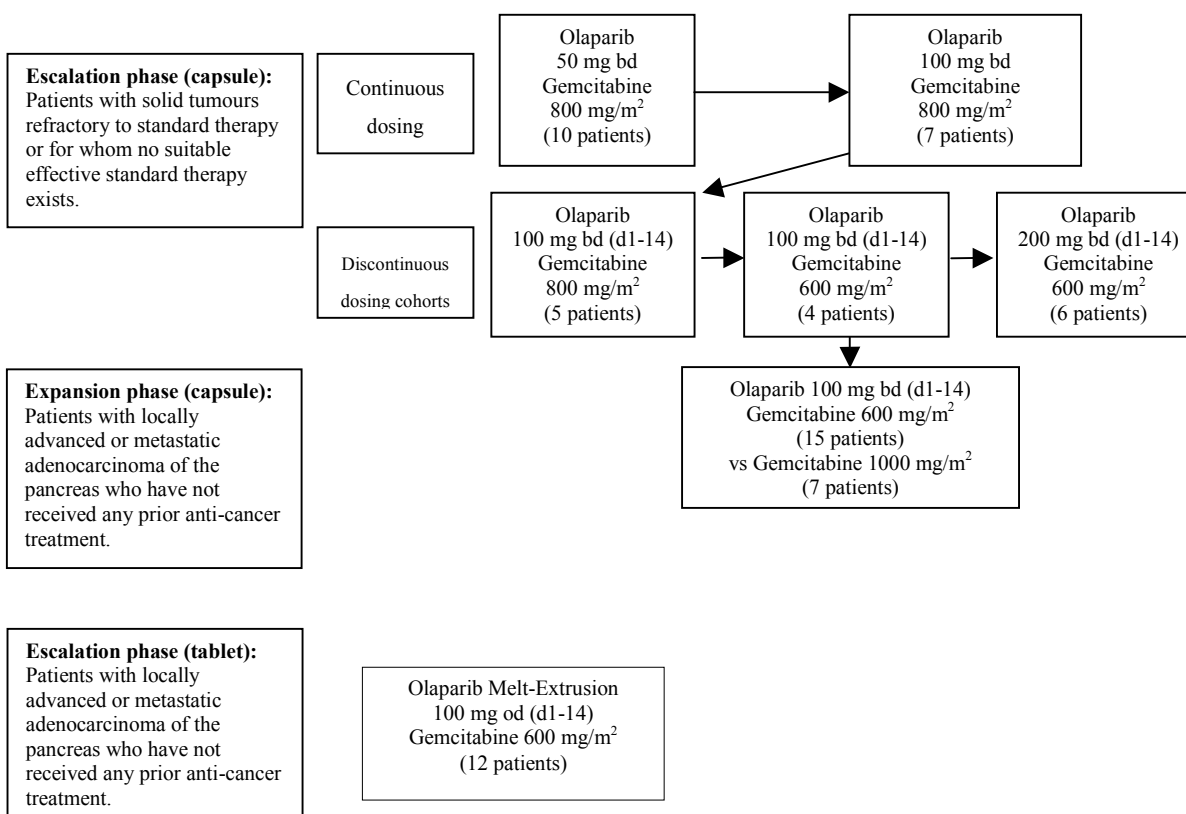 Escalation phase (capsule):
Patients with solid tumours
refractory to standard therapy
or for whom no suitable
effective standard therapy
exists.
Continuous
dosing
Olaparib
50 mg bd
Gemcitabine
800 mg/m²
(10 patients)
Olaparib
100 mg bd
Gemcitabine
800 mg/m²
(7 patients)
Discontinuous
dosing cohorts
Olaparib
100 mg bd (d1-14)
Gemcitabine
800 mg/m²
(5 patients)
Olaparib
100 mg bd (d1-14)
Gemcitabine
600 mg/m²
(4 patients)
Olaparib
200 mg bd (d1-14)
Gemcitabine
600 mg/m²
(6 patients)
Expansion phase (capsule):
Patients with locally
advanced or metastatic
adenocarcinoma of the
pancreas who have not
received any prior anti-cancer
treatment.
Olaparib 100 mg bd (d1-14)
Gemcitabine 600 mg/m²
(15 patients)
vs Gemcitabine 1000 mg/m²
(7 patients)
Escalation phase (tablet):
Patients with locally
advanced or metastatic
adenocarcinoma of the
pancreas who have not
received any prior anti-cancer
treatment.
Olaparib Melt-Extrusion
100 mg od (d1-14)
Gemcitabine 600 mg/m²
(12 patients)